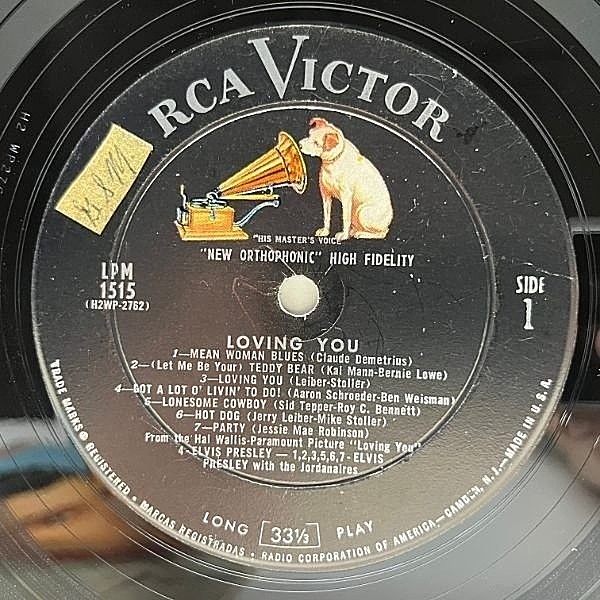 RCA VICTOR
"HIS MASTER'S VOICE"
"NEW ORTHOPHONIC" HIGH FIDELITY
LPM
1515
(H2WP-2762)
SIDE
1
LOVING YOU
1—MEAN WOMAN BLUES (Claude Demetrius)
2—(Let Me Be Your) TEDDY BEAR (Kal Mann-Bernie Lowe)
3—LOVING YOU (Leiber-Stoller)
4—GOT A LOT O' LIVIN' TO DO! (Aaron Schroeder-Ben Weisman)
5—LONESOME COWBOY (Sid Tepper-Roy C. Bennett)
6—HOT DOG (Jerry Leiber-Mike Stoller)
7—PARTY (Jessie Mae Robinson)
From the Hal Wallis-Paramount Picture "Loving You"
4-ELVIS PRESLEY — 1,2,3,5,6,7-ELVIS
PRESLEY with the Jordanaires
LONG 33⅓ PLAY
TRADE MARKS ® REGISTERED • MARCAS REGISTRADAS • RADIO CORPORATION OF AMERICA—CAMDEN, N.J.—MADE IN U.S.A.